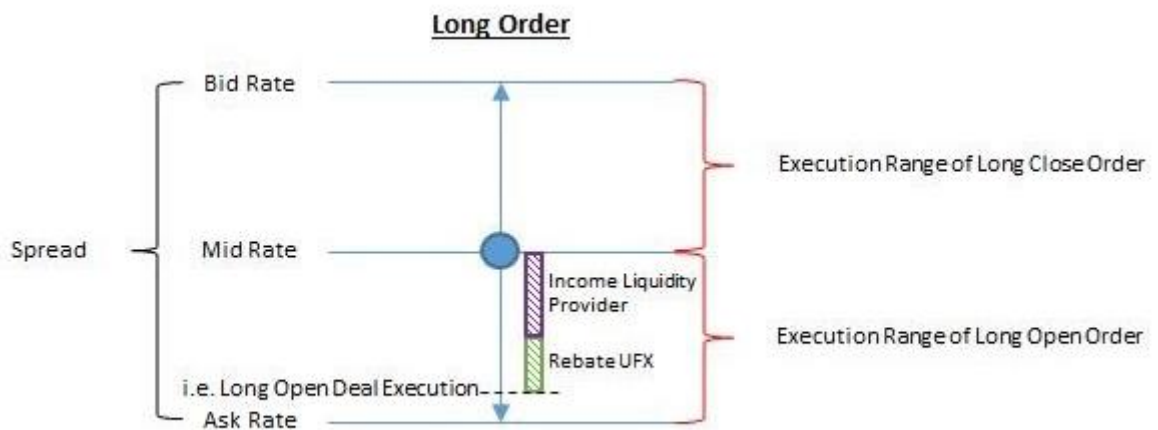 Long Order
Bid Rate
Execution Range of Long Close Order
Spread
Mid Rate
Income Liquidity
Provider
Execution Range of Long Open Order
Rebate UFX
i.e. Long Open Deal Execution
Ask Rate